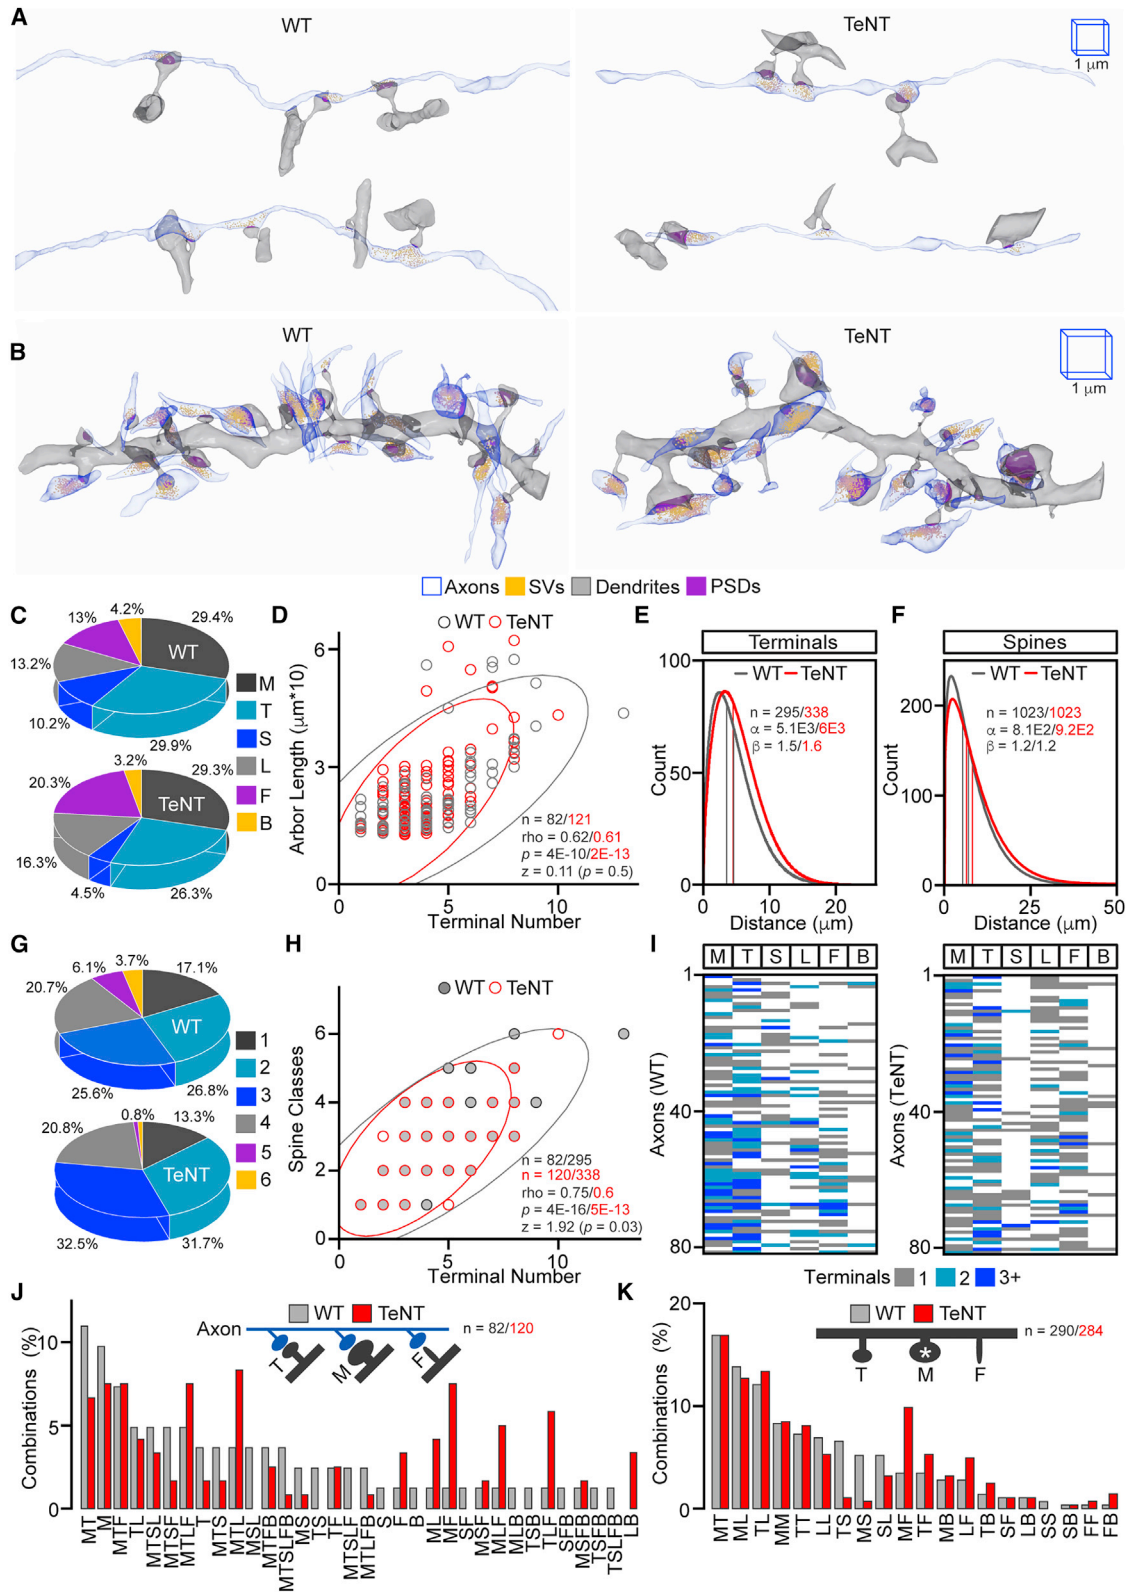 A
WT
TeNT
1 μm
B
WT
TeNT
1 μm
Axons SVs Dendrites PSDs
C
4.2%
13%
29.4%
13.2%
WT
10.2%
29.9%
3.2%
20.3%
29.3%
TeNT
16.3%
4.5%
26.3%
M
T
S
L
F
B
D
WT TeNT
6
3
0
Arbor Length (μm*10)
n = 82/121
rho = 0.62/0.61
p = 4E-10/2E-13
z = 0.11 (p = 0.5)
0 5 10
Terminal Number
E
Terminals
100
WT TeNT
n = 295/338
α = 5.1E3/6E3
β = 1.5/1.6
50
Count
0
0 10 20
Distance (μm)
F
Spines
WT TeNT
200
n = 1023/1023
α = 8.1E2/9.2E2
β = 1.2/1.2
100
Count
0
0 25 50
Distance (μm)
G
3.7%
6.1%
17.1%
20.7%
WT
25.6%
26.8%
0.8%
13.3%
20.8%
TeNT
32.5%
31.7%
1
2
3
4
5
6
H
WT TeNT
6
4
2
0
Spine Classes
n = 82/295
n = 120/338
rho = 0.75/0.6
p = 4E-16/5E-13
z = 1.92 (p = 0.03)
0 5 10
Terminal Number
I
M T S L F B
1
40
80
Axons (WT)
M T S L F B
1
40
80
Axons (TeNT)
Terminals 1 2 3+
J
WT TeNT
Axon
n = 82/120
T M F
10
5
0
Combinations (%)
MT M MTF TL MTSL MTSF MTLF T MTS MTL MSL MTFB MTSLFB MS TS TF MTSLF MTLFB S F B ML MF SF MSF MLF MLB TSB TLF SFB MSFB TSFB TSLFB LB
K
20
WT TeNT
n = 290/284
T M F
*
10
5
0
15
Combinations (%)
MT ML TL MM TT LL TS MS SL MF TF MB LF TB SF LB SS SB FF FB